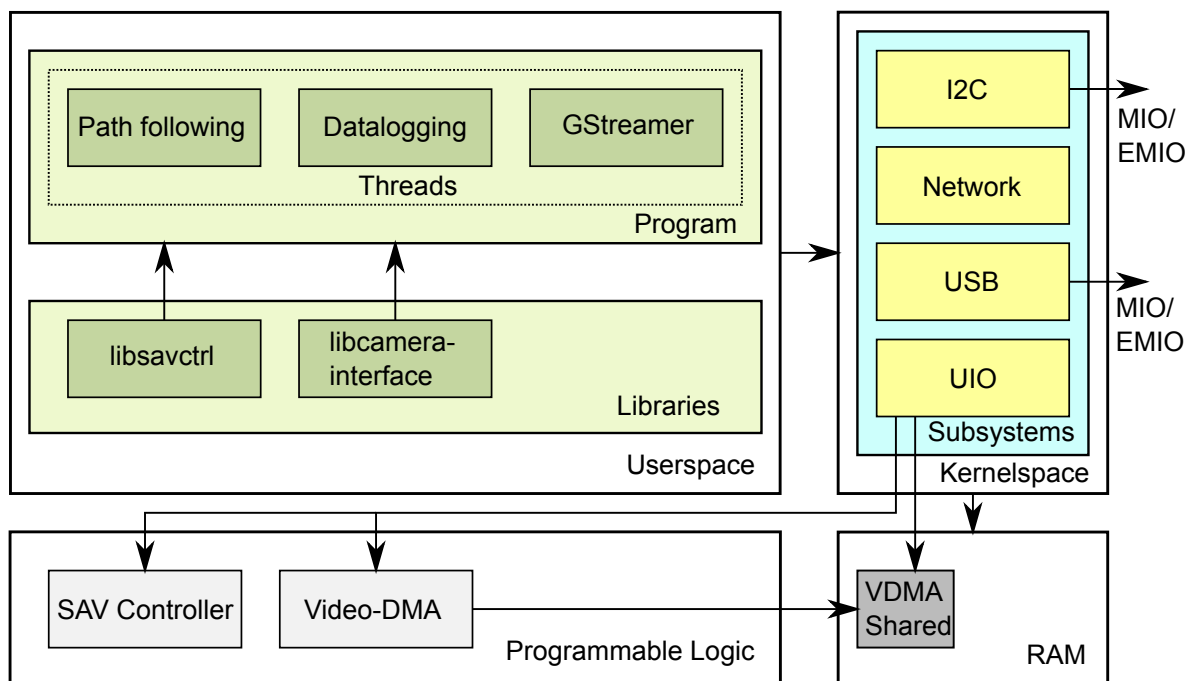 Path following
Datalogging
GStreamer
Threads
Program
libsavctrl
libcamera-
interface
Libraries
Userspace
I2C
Network
USB
UIO
Subsystems
Kernelspace
MIO/
EMIO
MIO/
EMIO
SAV Controller
Video-DMA
Programmable Logic
VDMA
Shared
RAM